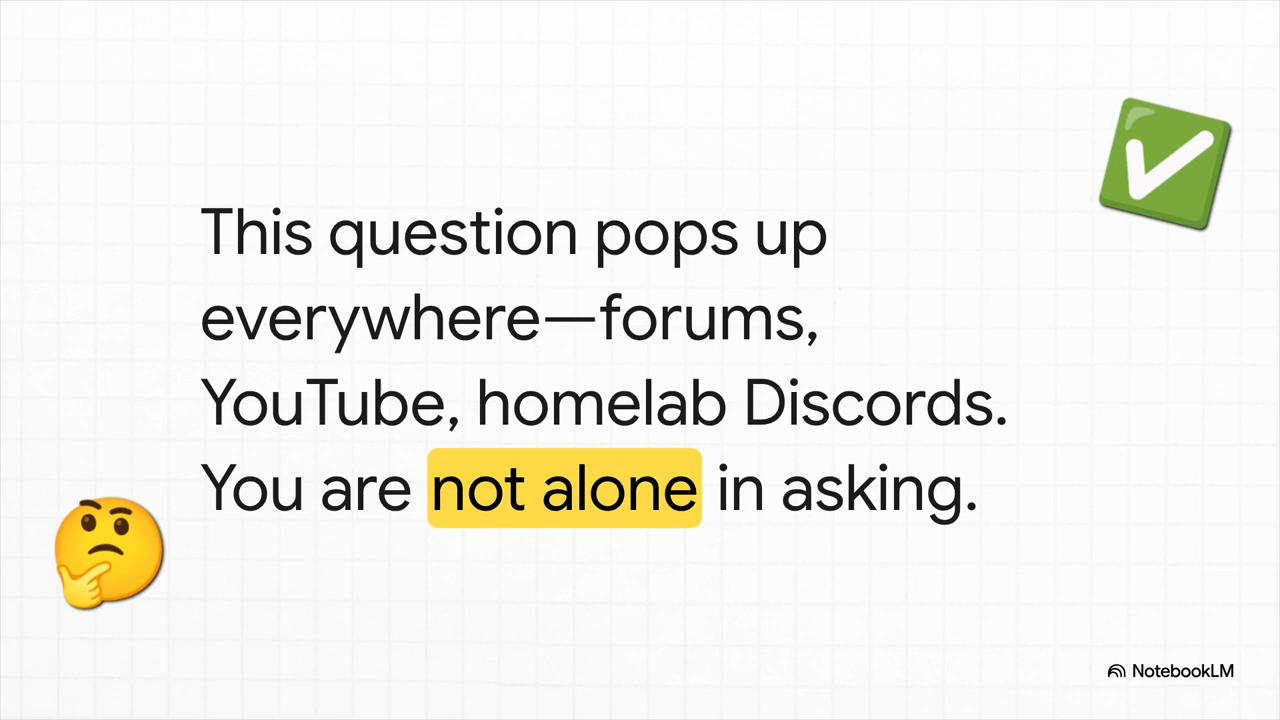 This question pops up
everywhere—forums,
YouTube, homelab Discords.
You are not alone in asking.
NotebookLM